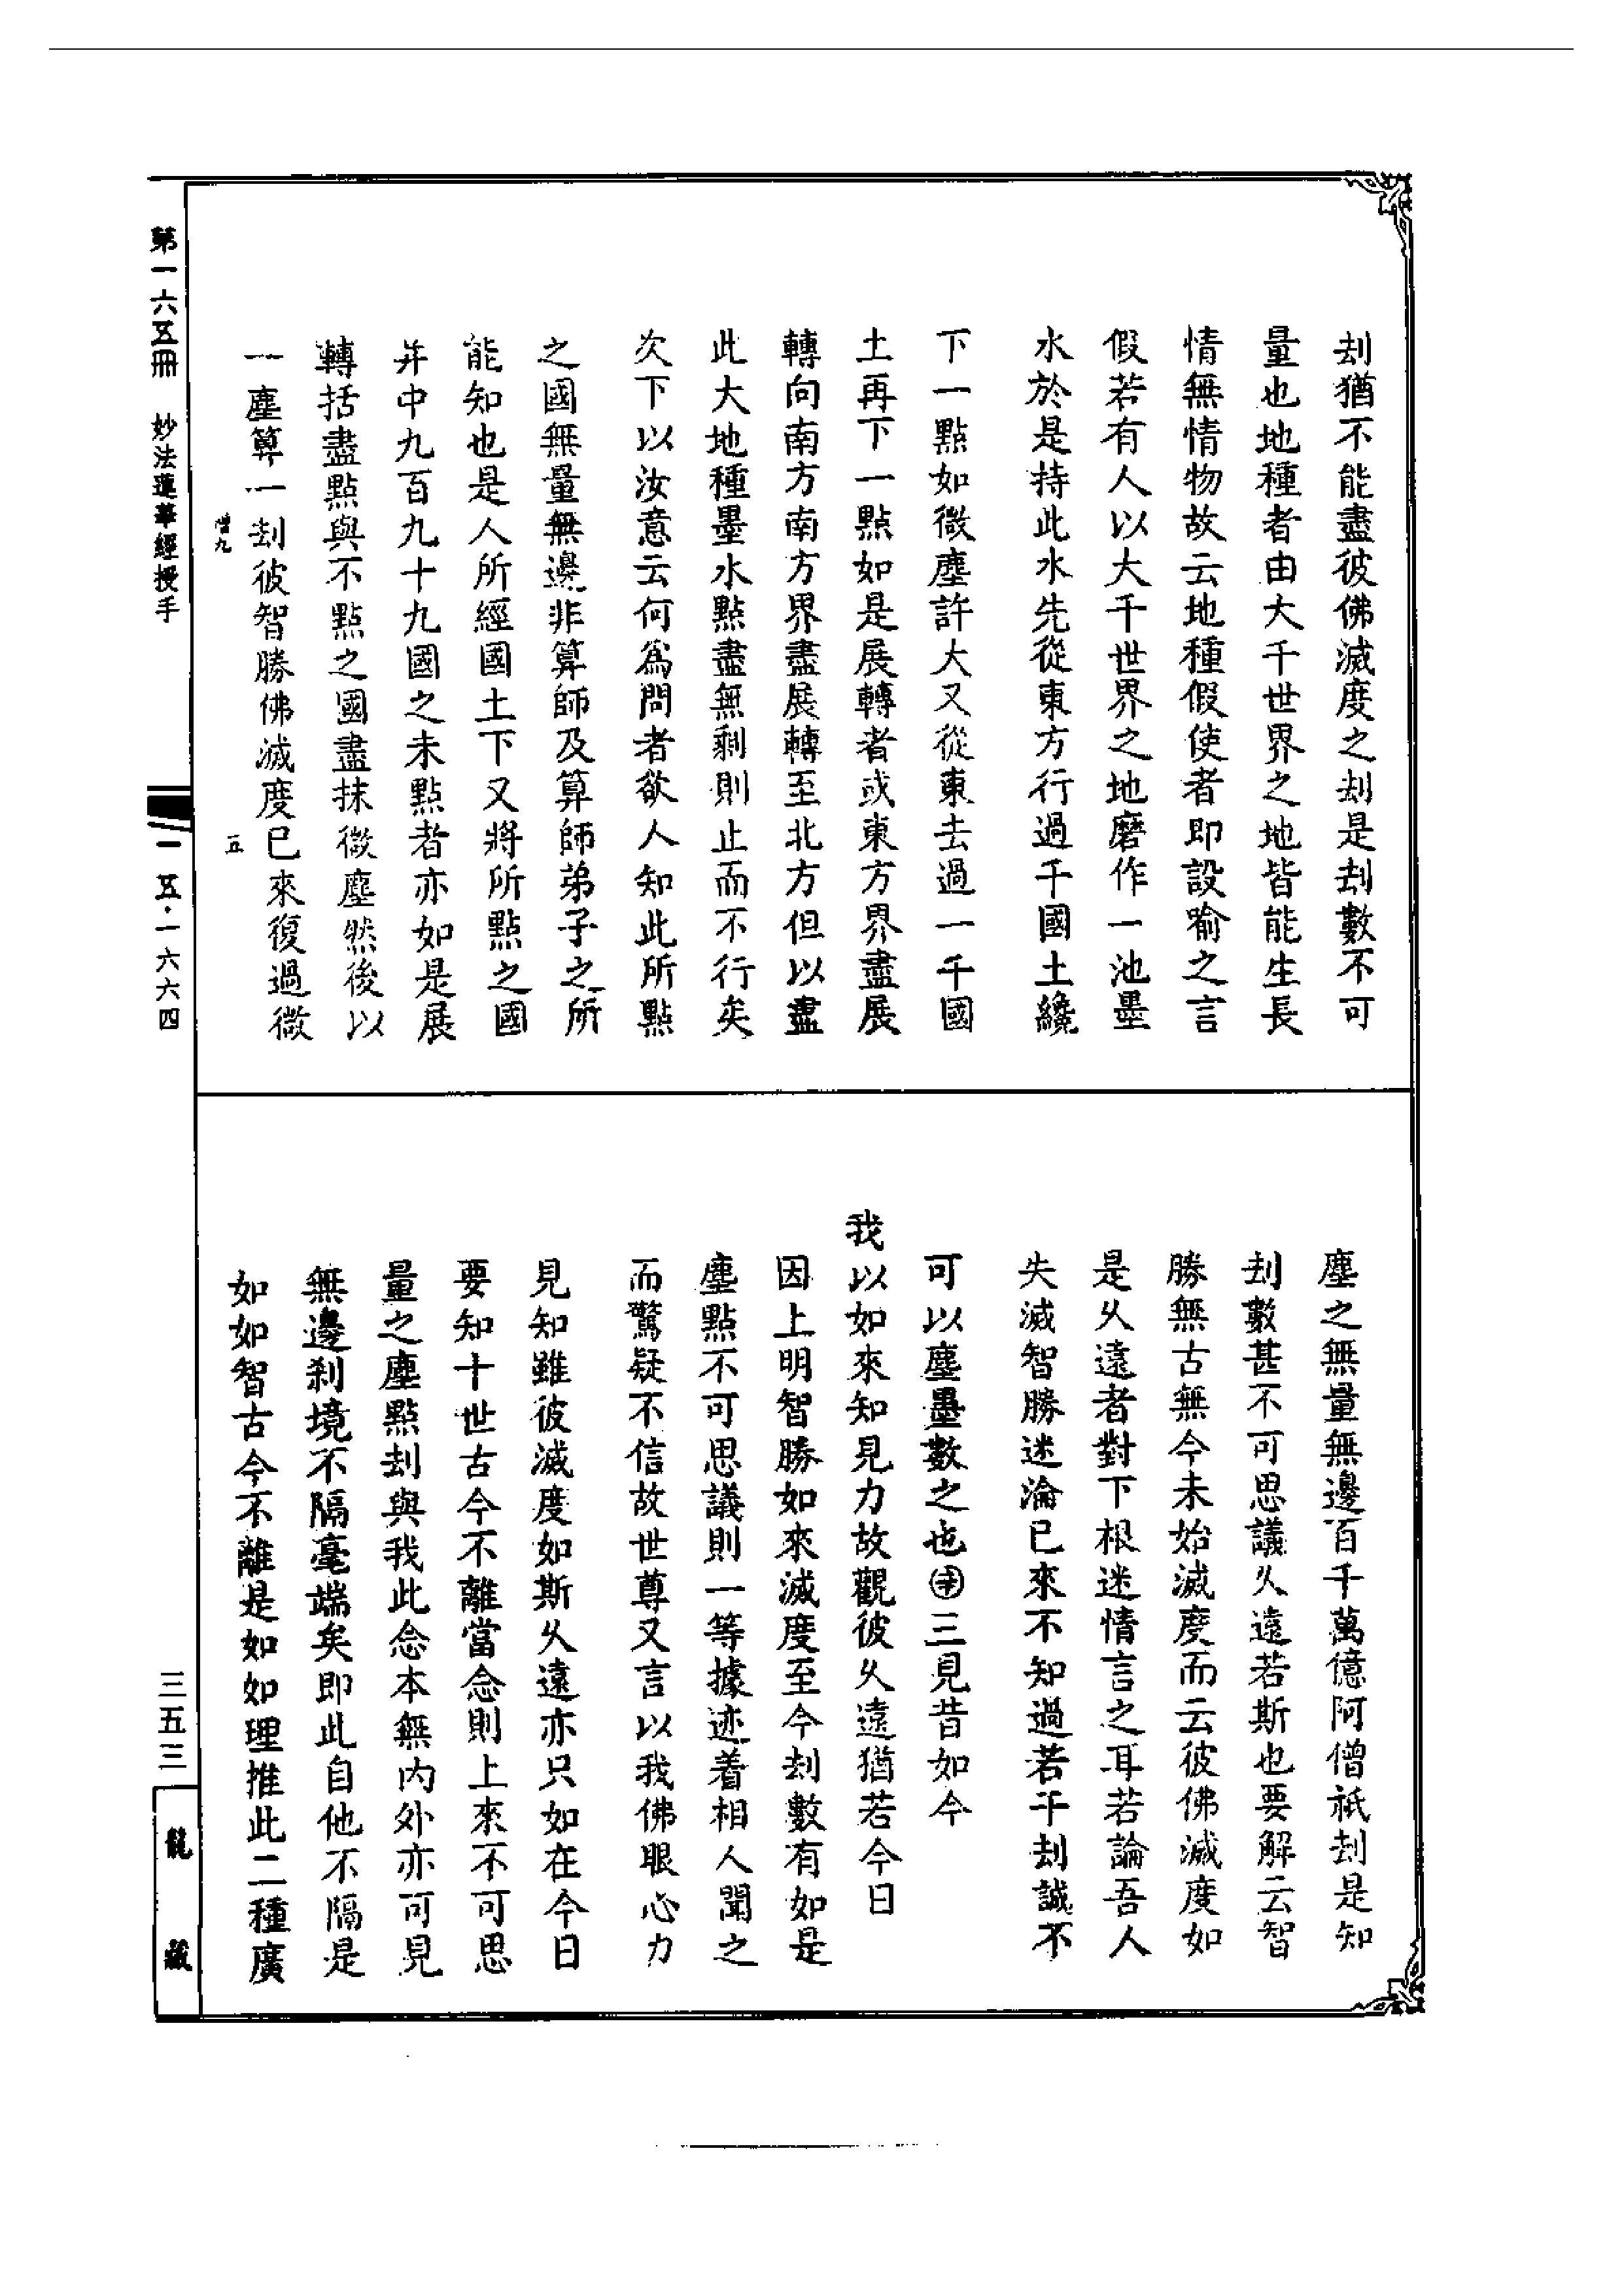 刦猶不能盡彼佛滅度之刦是刦數不可
量也地種者由大千世界之地皆能生長
情無情物故云地種假使者即設喻之言
假若有人以大千世界之地磨作一池墨
水於是持此水先從東方行過千國土纔
下一點如微塵許大又從東去過一千國
土再下一點如是展轉者或東方界盡展
轉向南方南方界盡展轉至北方但以盡
此大地種墨水點盡無剩則止而不行矣
次下以汝意云何為問者欲人知此所點
之國無量無邊非算師及算師弟子之所
能知也是人所經國土下又將所點之國
并中九百九十九國之未點者亦如是展
轉括盡點與不點之國盡抹微塵然後以
一塵算一刦彼智勝佛滅度已來復過微
塵之無量無邊百千萬億阿僧祇刦是知
刦數甚不可思議久遠若斯也要解云智
勝無古無今未始滅度而云彼佛滅度如
是久遠者對下根迷情言之耳若論吾人
失滅智勝迷淪已來不知過若干刦誠不
可以塵墨數之也㊉三見昔如今
我以如來知見力故觀彼久遠猶若今日
因上明智勝如來滅度至今刦數有如是
塵點不可思議則一等據迹着相人聞之
而驚疑不信故世尊又言以我佛眼心力
見知雖彼滅度如斯久遠亦只如在今日
要知十世古今不離當念則上來不可思
量之塵點刦與我此念本無內外亦可見
無邊剎境不隔毫端矣即此自他不隔是
如如智古今不離是如如理推此二種廣
第一六五冊 妙法蓮華經授手
僧九
五
一五·一六六四
三五三
龍藏